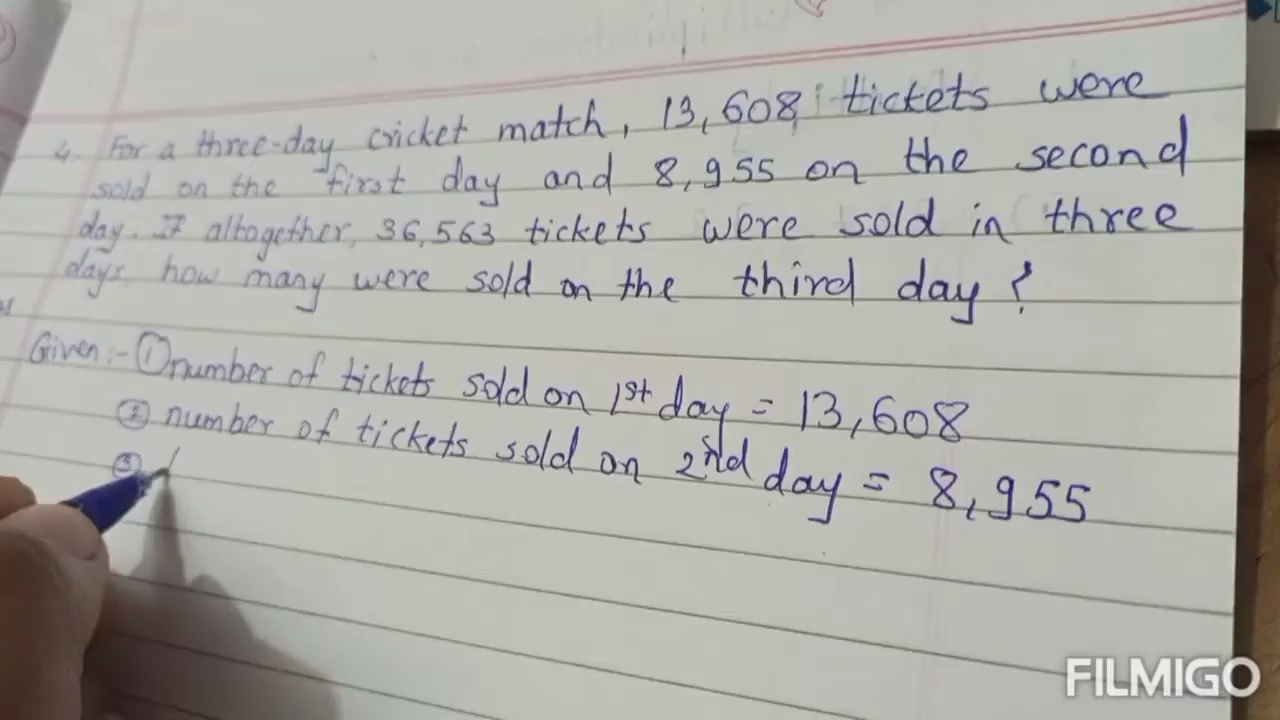 4. For a three-day cricket match, 13,608 tickets were
sold on the first day and 8,955 on the second
day. If altogether, 36,563 tickets were sold in three
days, how many were sold on the third day ?
Given :- ① number of tickets sold on 1st day = 13,608
② number of tickets sold on 2nd day = 8,955
③
FILMIGO